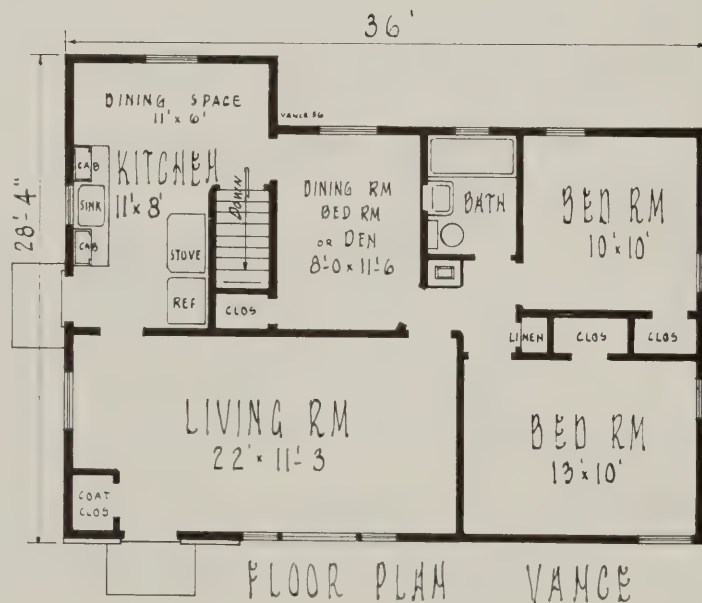 36'
DINING SPACE
11' x 6'
VANCE 56
28'-4"
CAB
KITCHEN
11' x 8'
SINK
CAB
STOVE
REF
DOWN
CLOS
DINING RM
BED RM
OR DEN
8'-0 x 11'-6
BATH
BED RM
10' x 10'
LINEN
CLOS
CLOS
LIVING RM
22' x 11'-3
BED RM
13' x 10'
COAT
CLOS
FLOOR PLAN VANCE